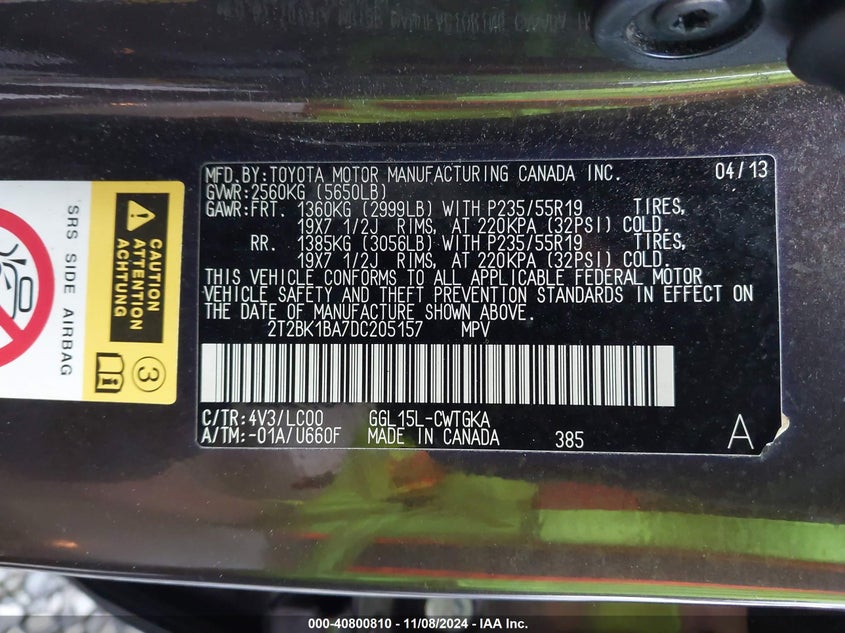 MFD.BY:TOYOTA MOTOR MANUFACTURING CANADA INC. 04/13
GVWR:2560KG (5650LB)
GAWR:FRT. 1360KG (2999LB) WITH P235/55R19 TIRES,
19X7 1/2J RIMS, AT 220KPA (32PSI) COLD.
RR. 1385KG (3056LB) WITH P235/55R19 TIRES,
19X7 1/2J RIMS, AT 220KPA (32PSI) COLD.
THIS VEHICLE CONFORMS TO ALL APPLICABLE FEDERAL MOTOR
VEHICLE SAFETY AND THEFT PREVENTION STANDARDS IN EFFECT ON
THE DATE OF MANUFACTURE SHOWN ABOVE.
2T2BK1BA7DC205157 MPV
C/TR:4V3/LC00 GGL15L-CWTGKA
A/TM:-01A/U660F MADE IN CANADA 385 A
SRS SIDE AIRBAG
CAUTION
ATTENTION
ACHTUNG
3
000-40800810 - 11/08/2024 - IAA Inc.